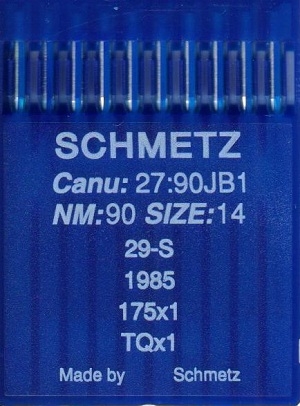 SCHMETZ
Canu: 27:90JB1
NM:90 SIZE:14
29-S
1985
175x1
TQx1
Made by Schmetz